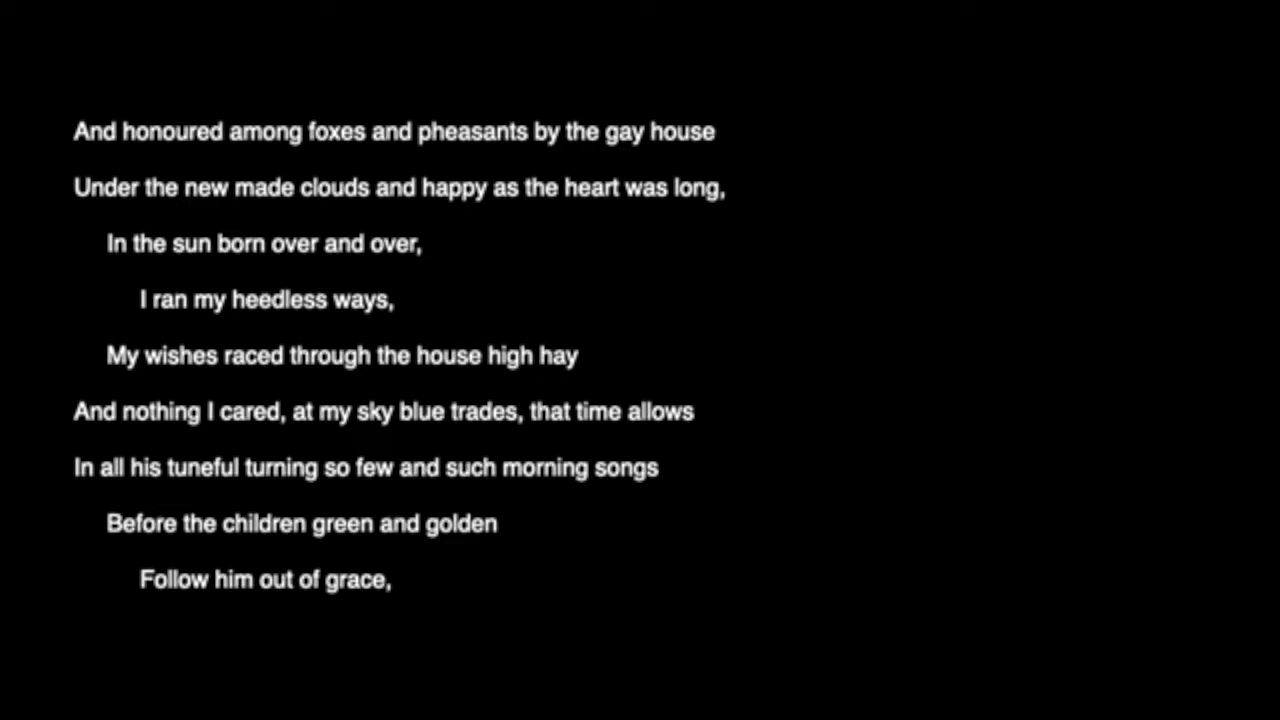 And honoured among foxes and pheasants by the gay house
Under the new made clouds and happy as the heart was long,
In the sun born over and over,
I ran my heedless ways,
My wishes raced through the house high hay
And nothing I cared, at my sky blue trades, that time allows
In all his tuneful turning so few and such morning songs
Before the children green and golden
Follow him out of grace,